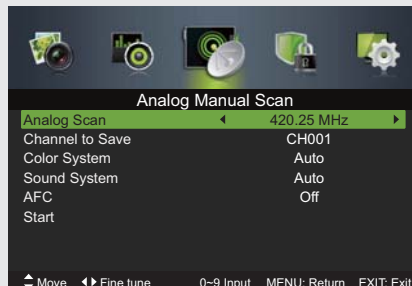 Analog Manual Scan
Analog Scan 420.25 MHz
Channel to Save CH001
Color System Auto
Sound System Auto
AFC Off
Start
Move Fine tune 0~9 Input MENU: Return EXIT: Exit